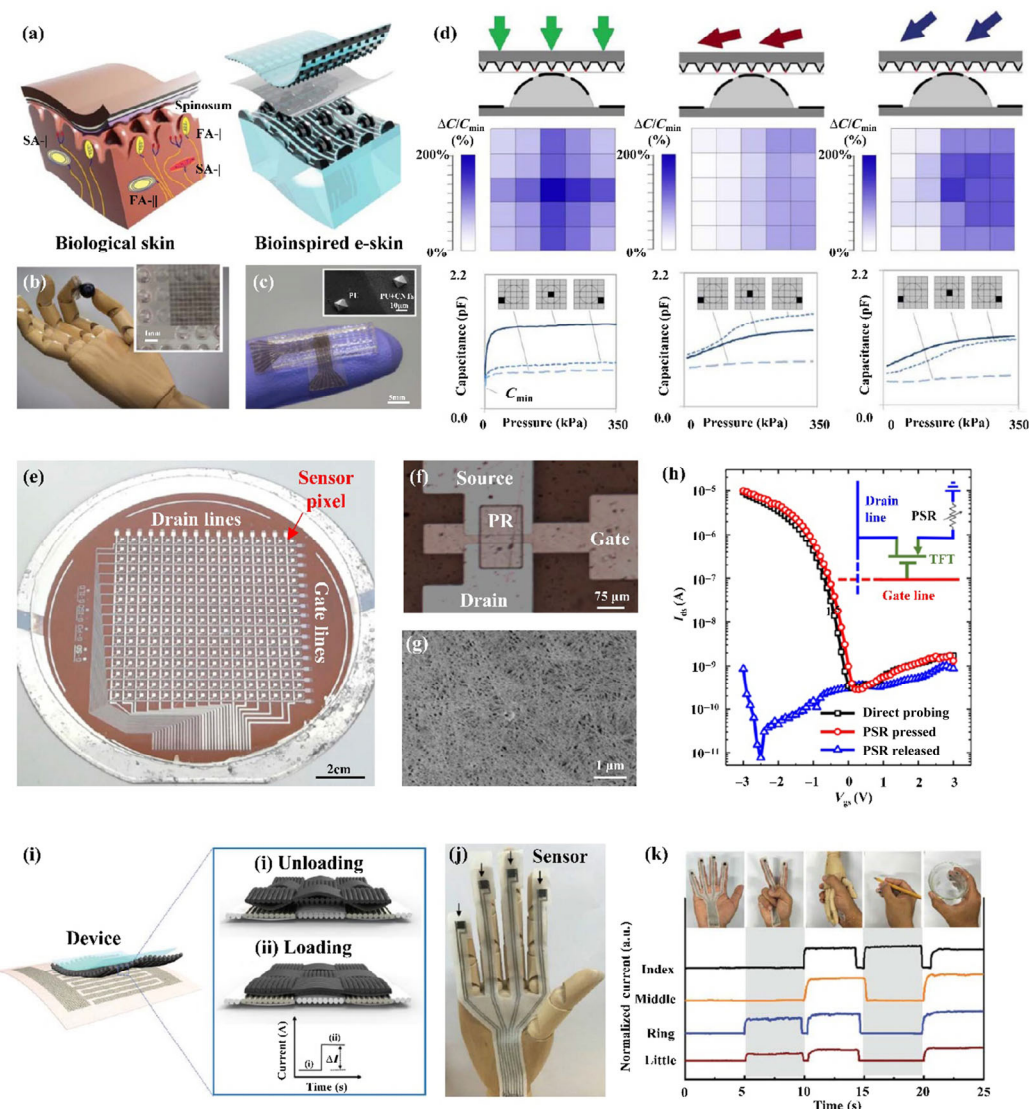 (a)
Spinosum
SA-|
FA-|
SA-|
FA-||
Biological skin
Bioinspired e-skin
(b)
1mm
(c)
PU
PU+CNTs
10μm
5mm
(d)
ΔC/Cmin
(%)
200%
0%
ΔC/Cmin
(%)
200%
0%
ΔC/Cmin
(%)
200%
0%
2.2
Capacitance (pF)
0.0
Cmin
0
Pressure (kPa)
350
2.2
Capacitance (pF)
0.0
0
Pressure (kPa)
350
2.2
Capacitance (pF)
0.0
0
Pressure (kPa)
350
(e)
Sensor
pixel
Drain lines
Gate lines
2cm
(f)
Source
PR
Gate
Drain
75 μm
(g)
1 μm
(h)
10⁻⁵
10⁻⁶
10⁻⁷
10⁻⁸
10⁻⁹
10⁻¹⁰
10⁻¹¹
Ids (A)
Drain
line
PSR
TFT
Gate line
Direct probing
PSR pressed
PSR released
−3 −2 −1 0 1 2 3
Vgs (V)
(i)
Device
(i) Unloading
(ii) Loading
Current (A)
(i)
(ii)
ΔI
Time (s)
(j)
Sensor
(k)
Normalized current (a.u.)
Index
Middle
Ring
Little
0 5 10 15 20 25
Time (s)